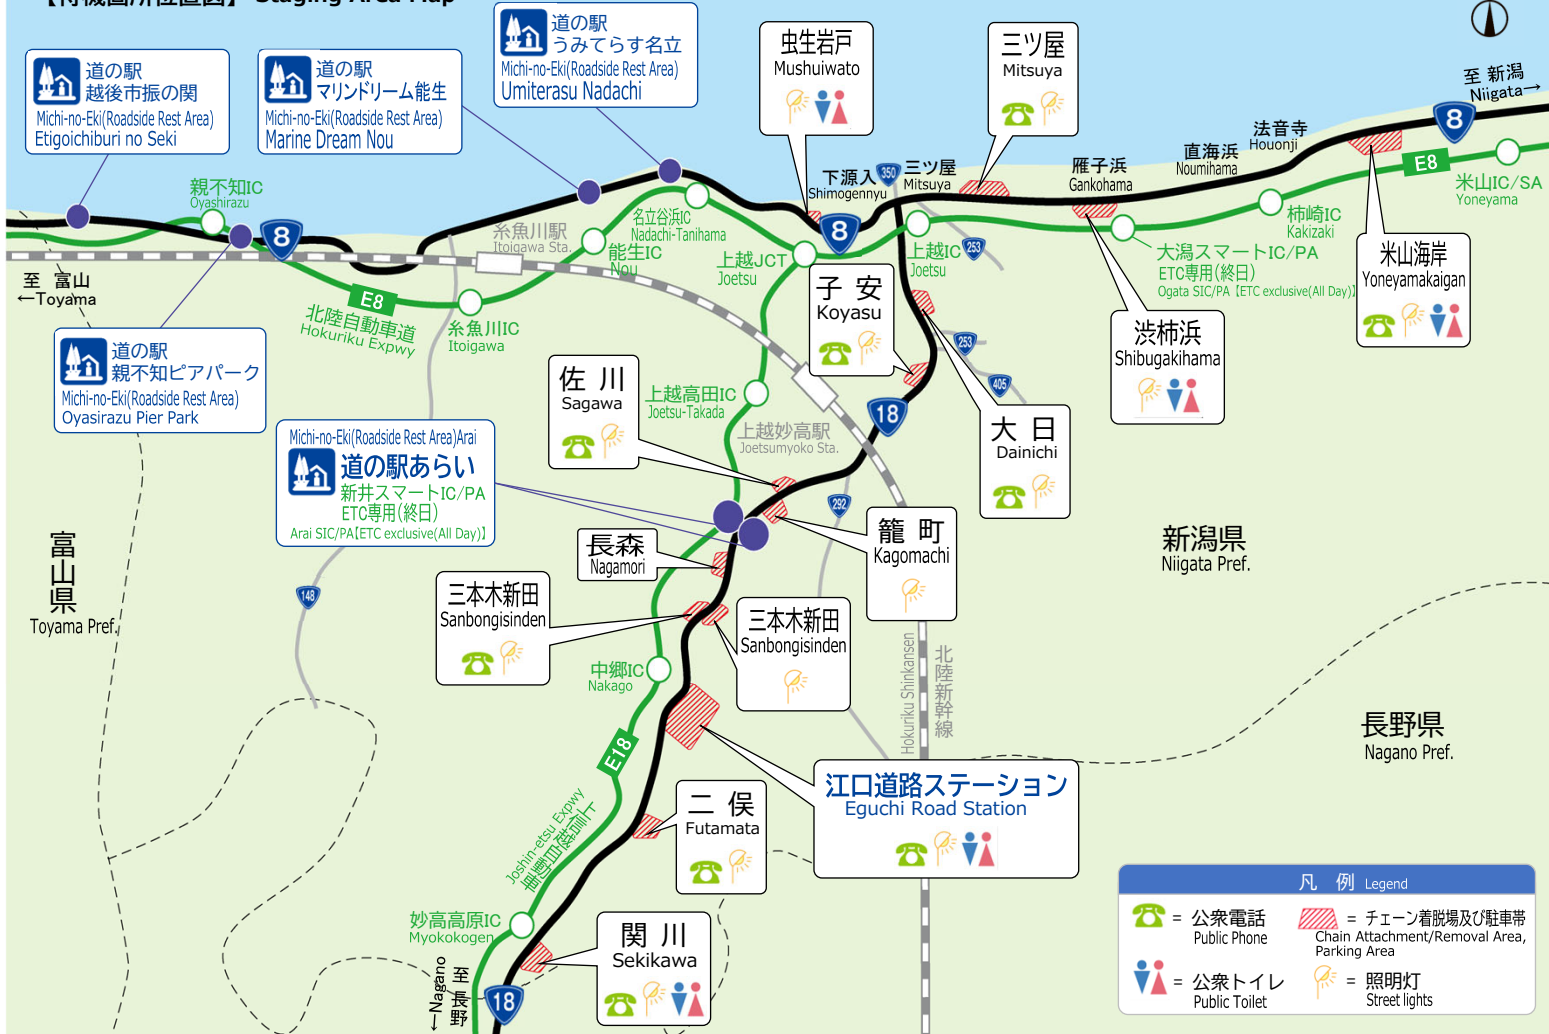 【待機箇所位置図】 Staging Area Map
道の駅
越後市振の関
Michi-no-Eki(Roadside Rest Area)
Etigoichiburi no Seki
道の駅
マリンドリーム能生
Michi-no-Eki(Roadside Rest Area)
Marine Dream Nou
道の駅
うみてらす名立
Michi-no-Eki(Roadside Rest Area)
Umiterasu Nadachi
虫生岩戸
Mushuiwato
三ツ屋
Mitsuya
至 新潟
Niigata→
8
E8
法音寺
Houonji
直海浜
Noumihama
雁子浜
Gankohama
三ツ屋
Mitsuya
350
下源入
Shimogennyu
8
米山IC/SA
Yoneyama
柿崎IC
Kakizaki
大潟スマートIC/PA
ETC専用(終日)
Ogata SIC/PA【ETC exclusive(All Day)】
米山海岸
Yoneyamakaigan
渋柿浜
Shibugakihama
253
上越IC
Joetsu
親不知IC
Oyashirazu
8
糸魚川駅
Itoigawa Sta.
名立谷浜IC
Nadachi-Tanihama
能生IC
Nou
上越JCT
Joetsu
至 富山
←Toyama
E8
北陸自動車道
Hokuriku Expwy
糸魚川IC
Itoigawa
道の駅
親不知ピアパーク
Michi-no-Eki(Roadside Rest Area)
Oyasirazu Pier Park
子 安
Koyasu
253
405
18
大 日
Dainichi
佐 川
Sagawa
上越高田IC
Joetsu-Takada
上越妙高駅
Joetsumyoko Sta.
Michi-no-Eki(Roadside Rest Area)Arai
道の駅あらい
新井スマートIC/PA
ETC専用(終日)
Arai SIC/PA【ETC exclusive(All Day)】
292
籠 町
Kagomachi
長森
Nagamori
148
三本木新田
Sanbongisinden
三本木新田
Sanbongisinden
富山県
Toyama Pref.
新潟県
Niigata Pref.
長野県
Nagano Pref.
Hokuriku Shinkansen
北陸新幹線
中郷IC
Nakago
E18
Joshin-etsu Expwy
上信越自動車
江口道路ステーション
Eguchi Road Station
二 俣
Futamata
妙高高原IC
Myokokogen
関 川
Sekikawa
至 長野
←Nagano
18
凡 例 Legend
= 公衆電話
Public Phone
= チェーン着脱場及び駐車帯
Chain Attachment/Removal Area,
Parking Area
= 公衆トイレ
Public Toilet
= 照明灯
Street lights